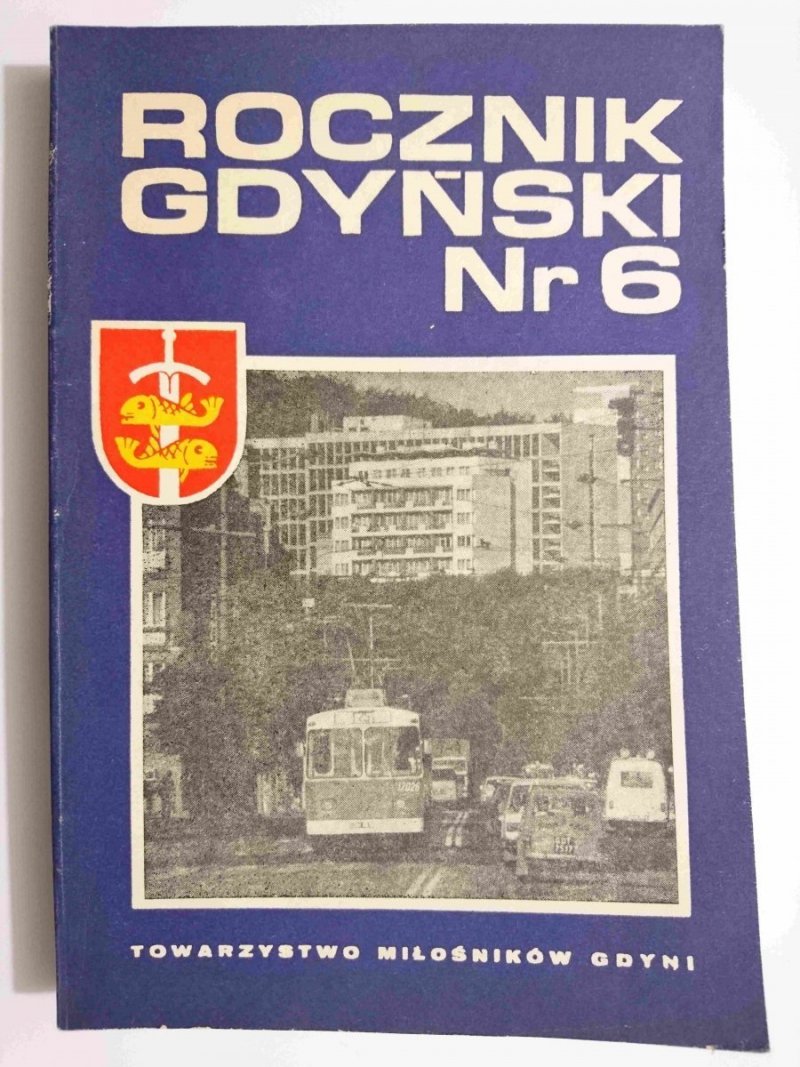 ROCZNIK
GDYŃSKI
Nr 6
TOWARZYSTWO MIŁOŚNIKÓW GDYNI